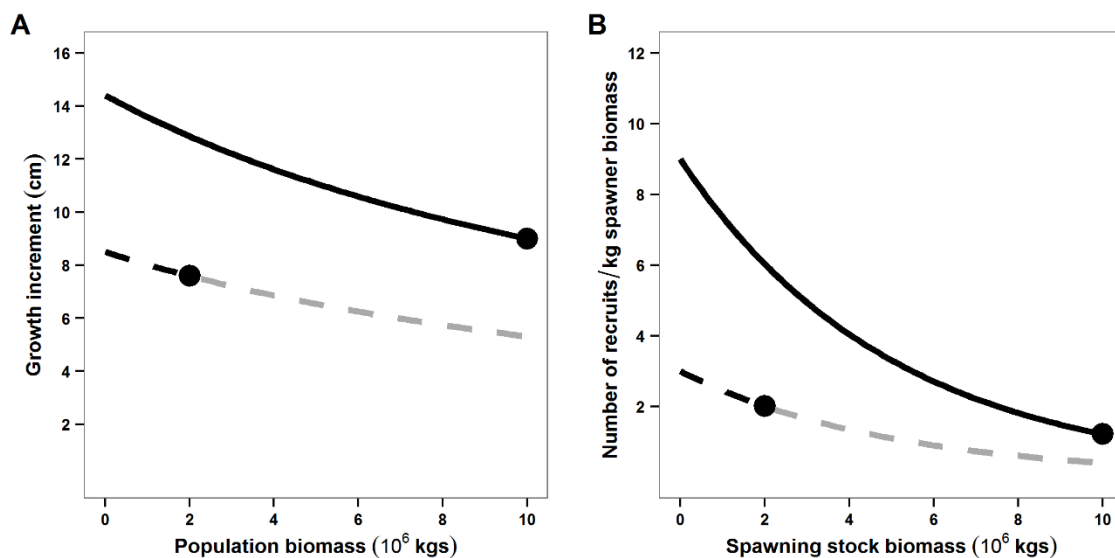 A
Growth increment (cm)
16
14
12
10
8
6
4
2
0 2 4 6 8 10
Population biomass (10⁶ kgs)
B
Number of recruits/kg spawner biomass
12
10
8
6
4
2
0 2 4 6 8 10
Spawning stock biomass (10⁶ kgs)